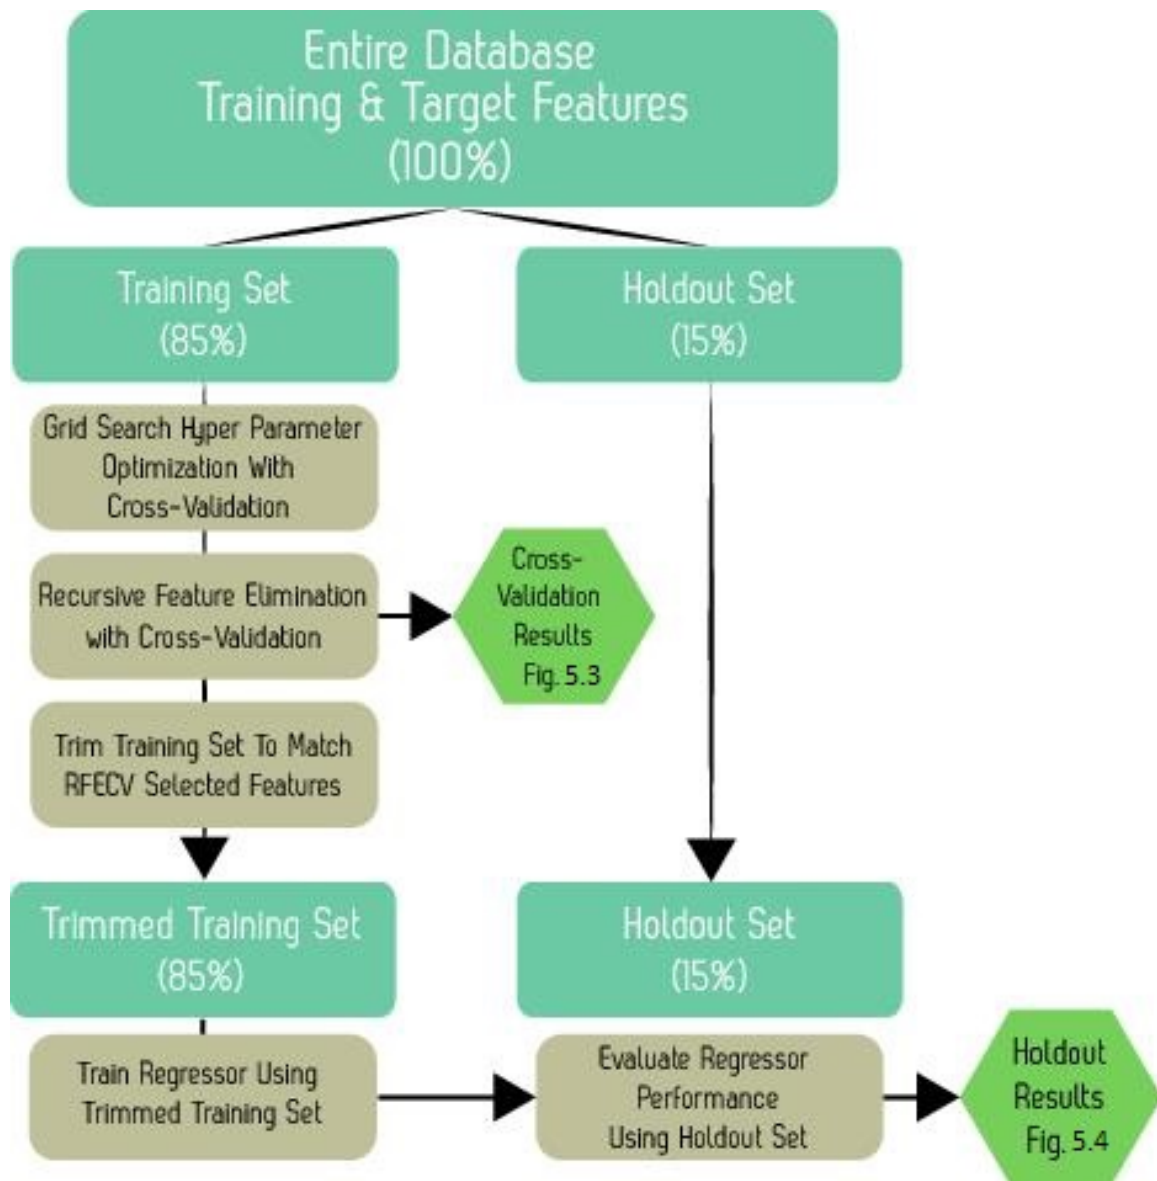 Entire Database
Training & Target Features
(100%)
Training Set
(85%)
Holdout Set
(15%)
Grid Search Hyper Parameter
Optimization With
Cross-Validation
Recursive Feature Elimination
with Cross-Validation
Cross-
Validation
Results
Fig. 5.3
Trim Training Set To Match
RFECV Selected Features
Trimmed Training Set
(85%)
Holdout Set
(15%)
Train Regressor Using
Trimmed Training Set
Evaluate Regressor
Performance
Using Holdout Set
Holdout
Results
Fig. 5.4